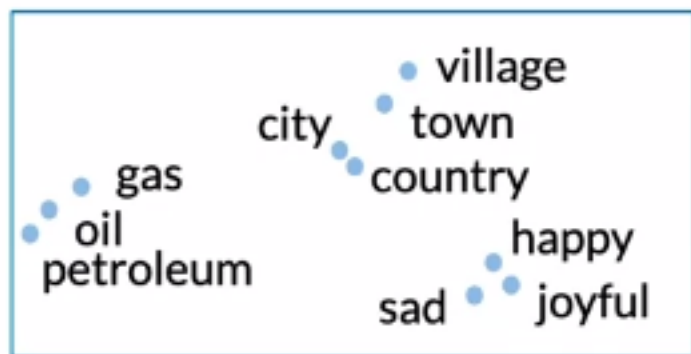 village
city
town
gas
country
oil
happy
petroleum
sad
joyful